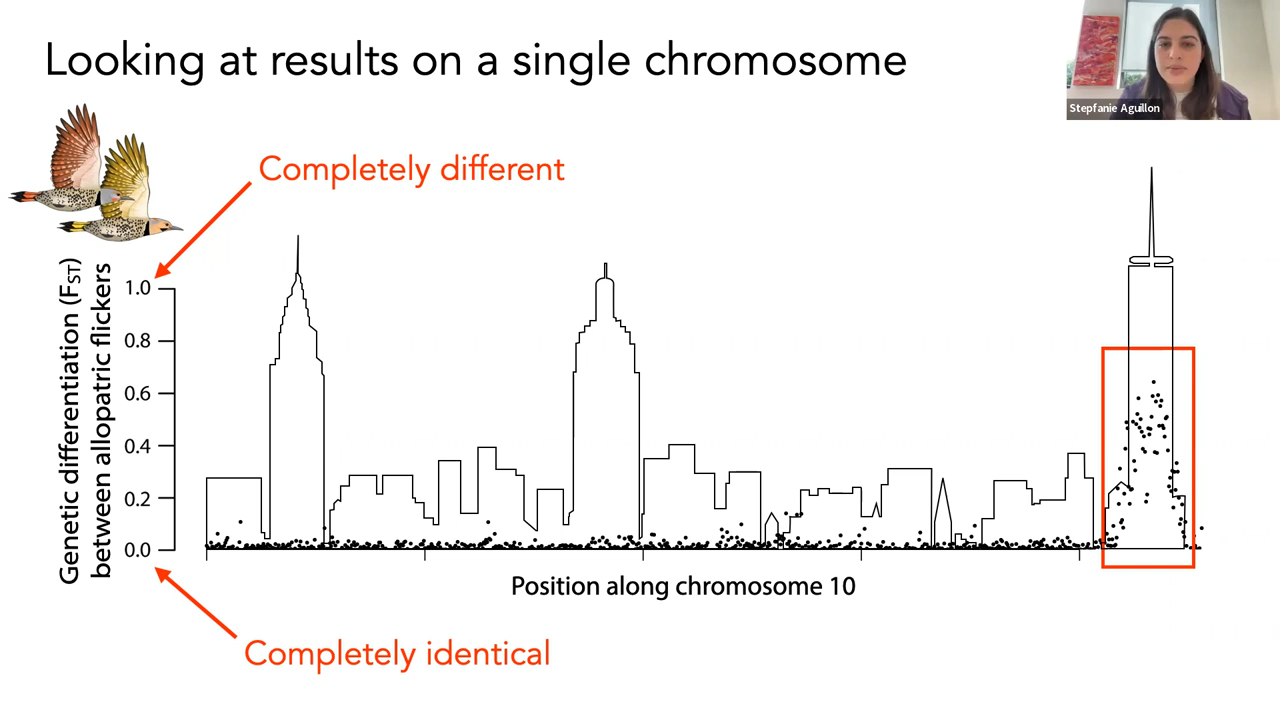 Looking at results on a single chromosome
Stepfanie Aguillon
Completely different
Genetic differentiation (FST)
between allopatric flickers
1.0
0.8
0.6
0.4
0.2
0.0
Position along chromosome 10
Completely identical